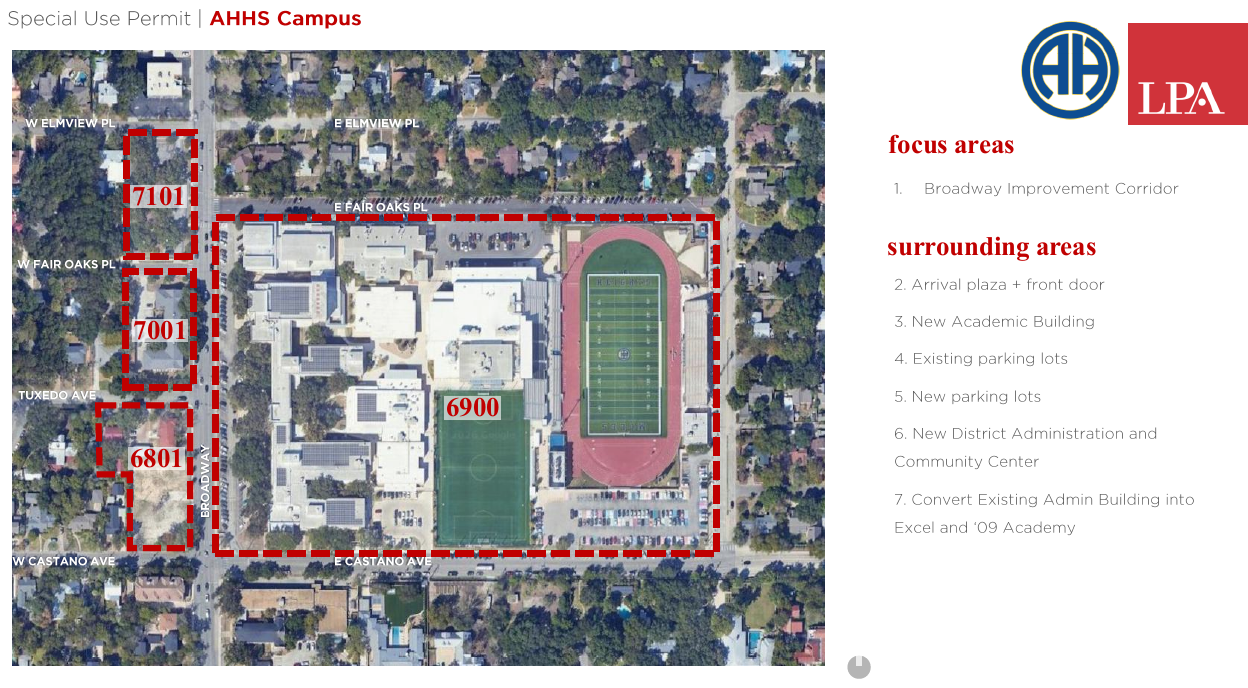 Special Use Permit | AHHS Campus
AH
LPA
W ELMVIEW PL
E ELMVIEW PL
focus areas
1. Broadway Improvement Corridor
7101
E FAIR OAKS PL
surrounding areas
W FAIR OAKS PL
2. Arrival plaza + front door
3. New Academic Building
7001
4. Existing parking lots
TUXEDO AVE
5. New parking lots
6900
6. New District Administration and
Community Center
6801
BROADWAY
7. Convert Existing Admin Building into
Excel and ‘09 Academy
W CASTANO AVE
E CASTANO AVE